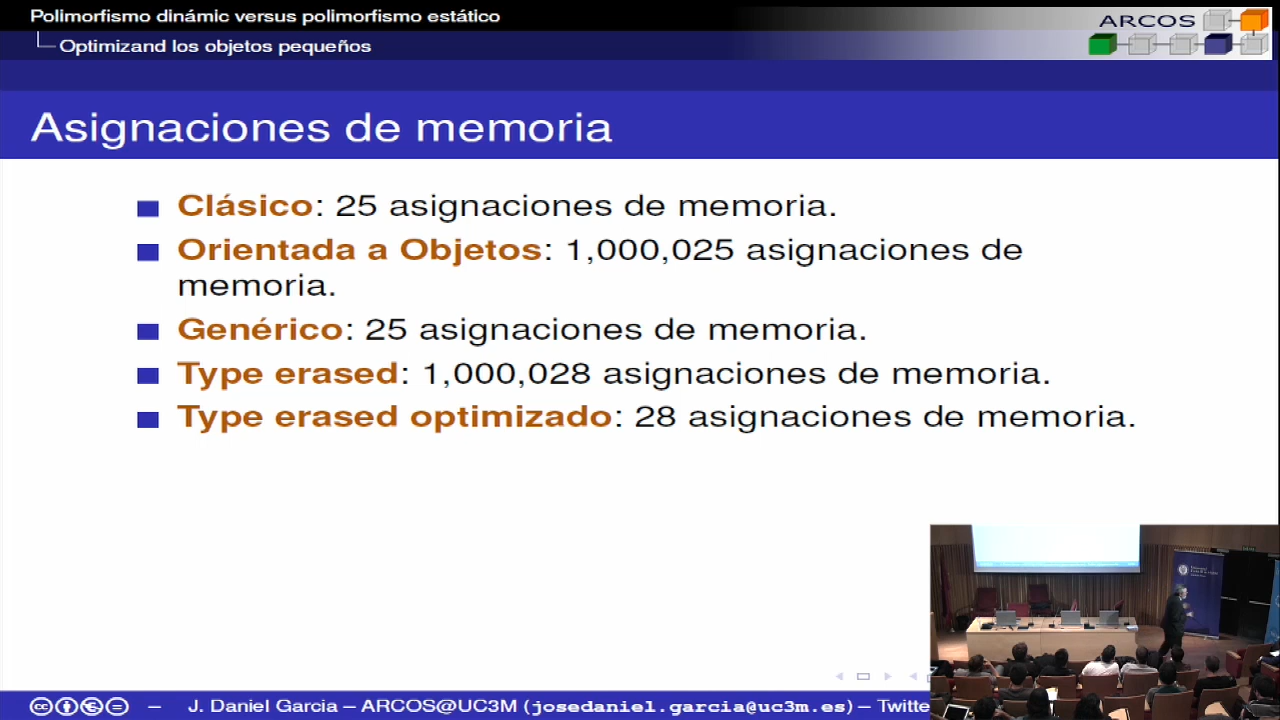 Polimorfismo dinámic versus polimorfismo estático
Optimizand los objetos pequeños
ARCOS
Asignaciones de memoria
Clásico: 25 asignaciones de memoria.
Orientada a Objetos: 1,000,025 asignaciones de
memoria.
Genérico: 25 asignaciones de memoria.
Type erased: 1,000,028 asignaciones de memoria.
Type erased optimizado: 28 asignaciones de memoria.
– J. Daniel Garcia – ARCOS@UC3M (josedaniel.garcia@uc3m.es) – Twitte